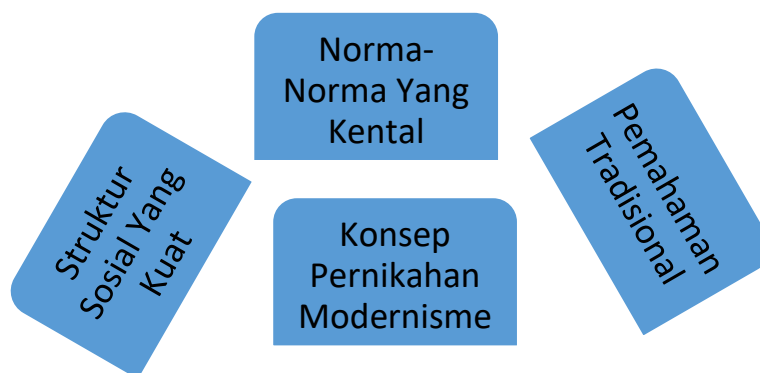 Norma-
Norma Yang
Kental
Struktur
Sosial Yang
Kuat
Konsep
Pernikahan
Modernisme
Pemahaman
Tradisional